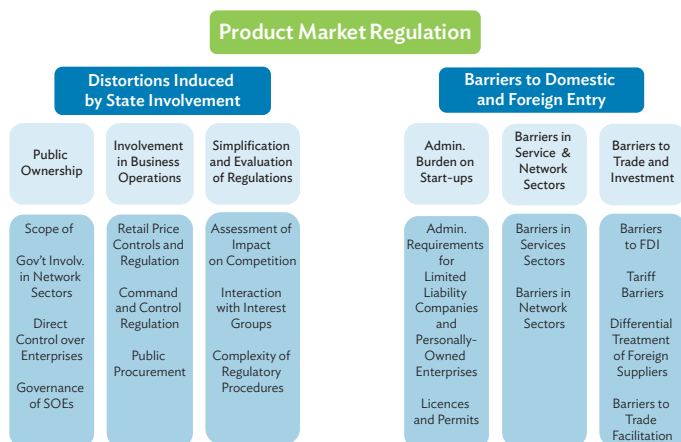 Product Market Regulation
Distortions Induced
by State Involvement
Barriers to Domestic
and Foreign Entry
Public
Ownership
Involvement
in Business
Operations
Simplification
and Evaluation
of Regulations
Admin.
Burden on
Start-ups
Barriers in
Service &
Network
Sectors
Barriers to
Trade and
Investment
Scope of
Gov't Involv.
in Network
Sectors
Direct
Control over
Enterprises
Governance
of SOEs
Retail Price
Controls and
Regulation
Command
and Control
Regulation
Public
Procurement
Assessment of
Impact
on Competition
Interaction
with Interest
Groups
Complexity of
Regulatory
Procedures
Admin.
Requirements
for
Limited
Liability
Companies
and
Personally-
Owned
Enterprises
Licences
and Permits
Barriers in
Services
Sectors
Barriers in
Network
Sectors
Barriers
to FDI
Tariff
Barriers
Differential
Treatment
of Foreign
Suppliers
Barriers to
Trade
Facilitation